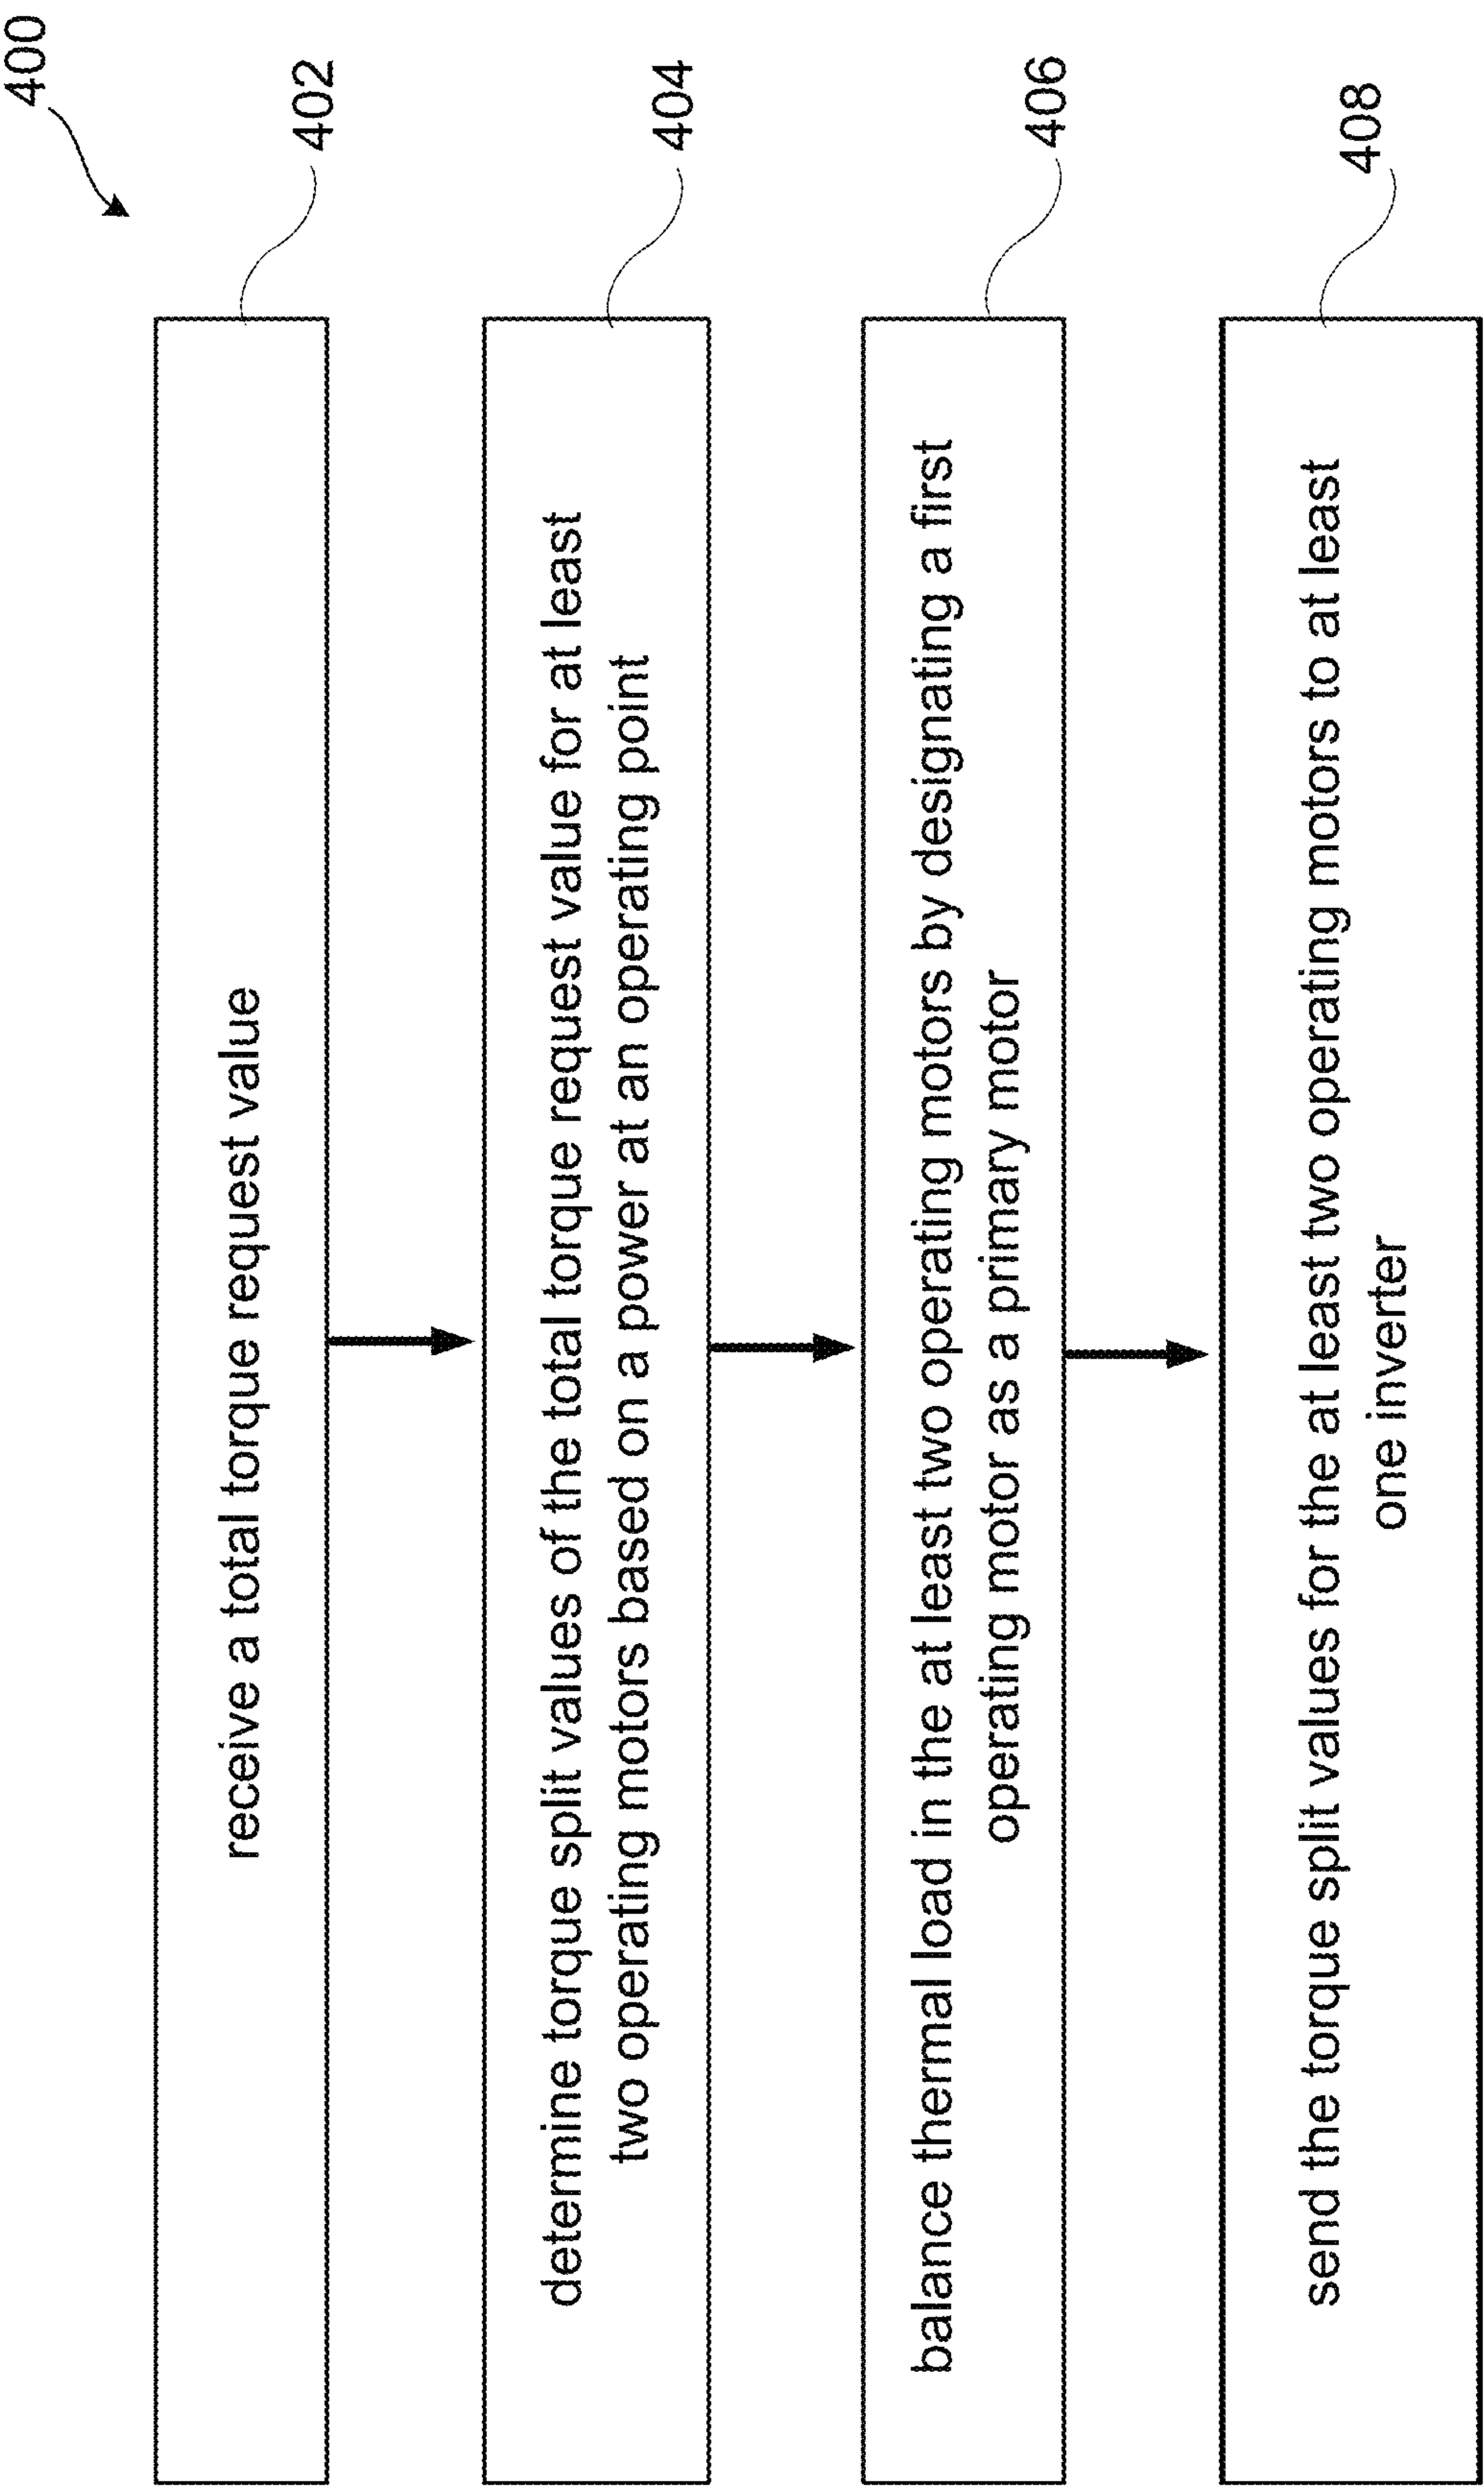 400
402
receive a total torque request value
404
determine torque split values of the total torque request value for at least
two operating motors based on a power at an operating point
406
balance thermal load in the at least two operating motors by designating a first
operating motor as a primary motor
408
send the torque split values for the at least two operating motors to at least
one inverter